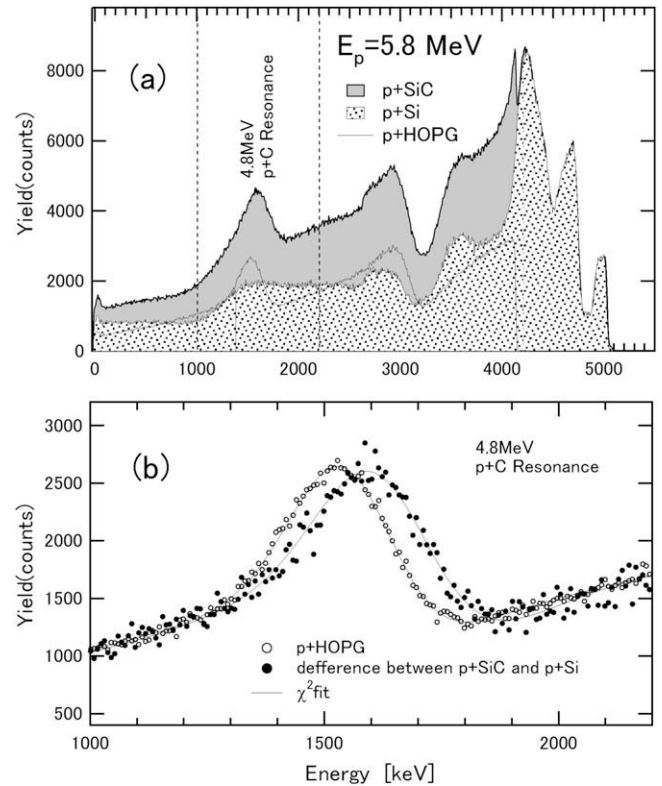 (a)
E_p=5.8 MeV
p+SiC
p+Si
p+HOPG
4.8MeV
p+C Resonance
Yield(counts)
8000
6000
4000
2000
0
0 1000 2000 3000 4000 5000
(b)
4.8MeV
p+C Resonance
Yield(counts)
3000
2500
2000
1500
1000
500
p+HOPG
defference between p+SiC and p+Si
χ²fit
1000 1500 2000
Energy [keV]